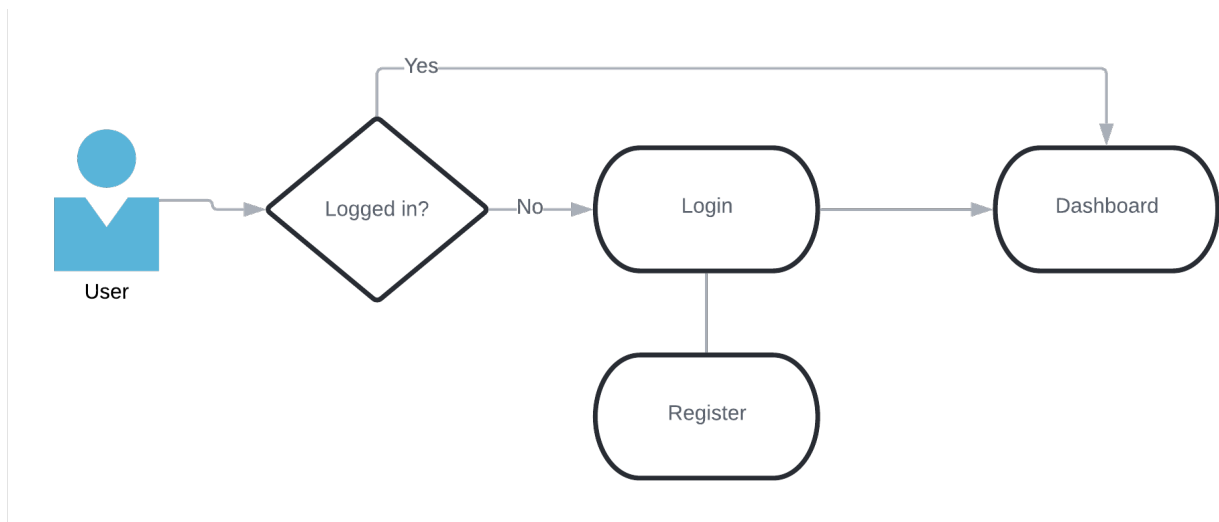 Yes
User
Logged in?
No
Login
Dashboard
Register